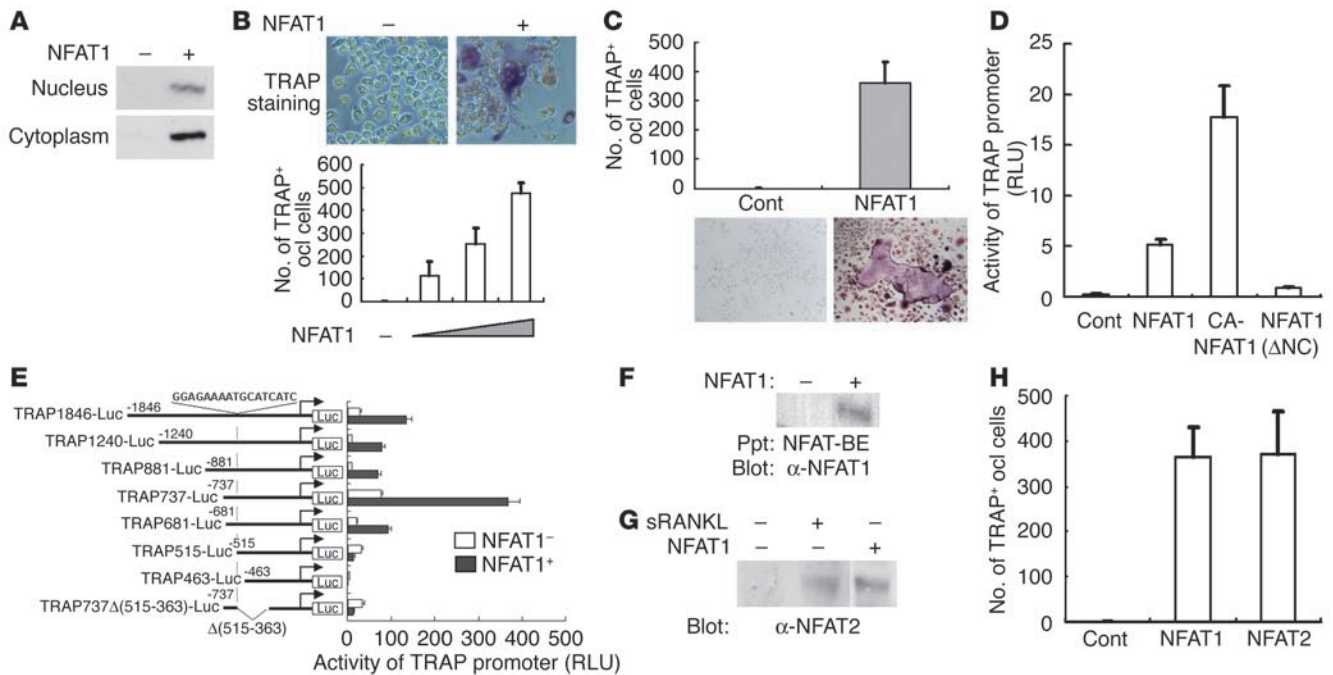 A
NFAT1 – +
Nucleus
Cytoplasm
B
NFAT1 – +
TRAP
staining
No. of TRAP+
ocl cells
600
500
400
300
200
100
0
NFAT1 –
C
No. of TRAP+
ocl cells
500
400
300
200
100
0
Cont NFAT1
D
Activity of TRAP promoter
(RLU)
25
20
15
10
5
0
Cont NFAT1 CA- NFAT1
NFAT1 (ΔNC)
E
GGAGAAAATGCATCATC
TRAP1846-Luc -1846 Luc
TRAP1240-Luc -1240 Luc
TRAP881-Luc -881 Luc
TRAP737-Luc -737 Luc
TRAP681-Luc -681 Luc
TRAP515-Luc -515 Luc
TRAP463-Luc -463 Luc
TRAP737Δ(515-363)-Luc -737 Luc
Δ(515-363)
NFAT1–
NFAT1+
0 100 200 300 400 500
Activity of TRAP promoter (RLU)
F
NFAT1: – +
Ppt: NFAT-BE
Blot: α-NFAT1
G
sRANKL – + –
NFAT1 – – +
Blot: α-NFAT2
H
No. of TRAP+ ocl cells
500
400
300
200
100
0
Cont NFAT1 NFAT2